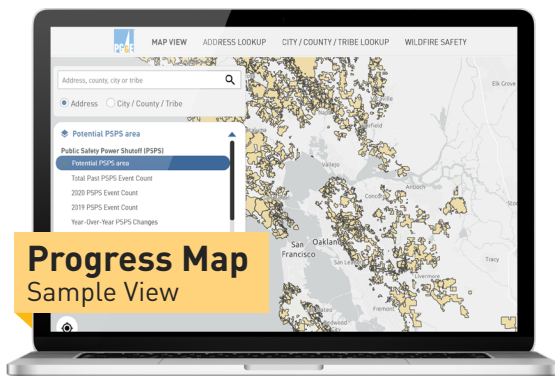 PG&E
MAP VIEW
ADDRESS LOOKUP
CITY / COUNTY / TRIBE LOOKUP
WILDFIRE SAFETY
Address, county, city or tribe
Address
City / County / Tribe
Potential PSPS area
Public Safety Power Shutoff (PSPS)
Potential PSPS area
Total Past PSPS Event Count
2020 PSPS Event Count
2019 PSPS Event Count
Year-Over-Year PSPS Changes
Progress Map
Sample View
Elk Grove
Vallejo
Antioch
San
Francisco
Oakland
Livermore
Tracy
Fremont